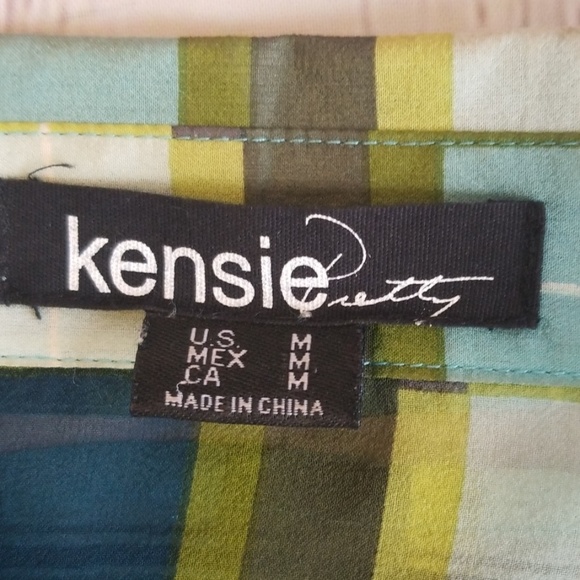 kensie Pretty
U.S. M
MEX M
CA M
MADE IN CHINA